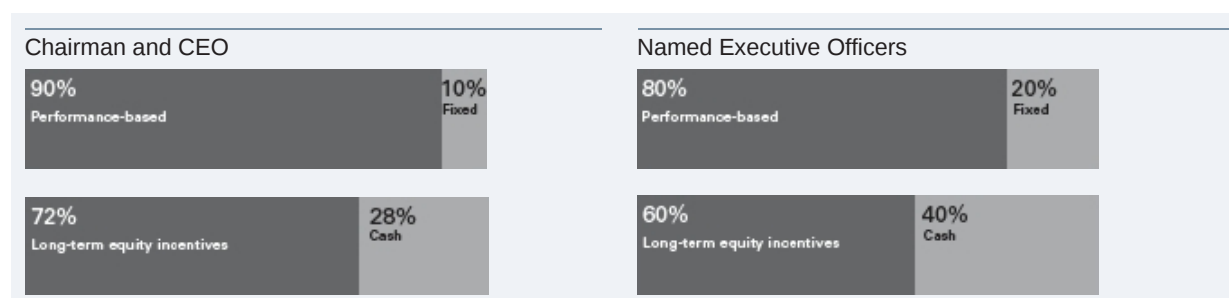 Chairman and CEO
90%
Performance-based
10%
Fixed
72%
Long-term equity incentives
28%
Cash
Named Executive Officers
80%
Performance-based
20%
Fixed
60%
Long-term equity incentives
40%
Cash